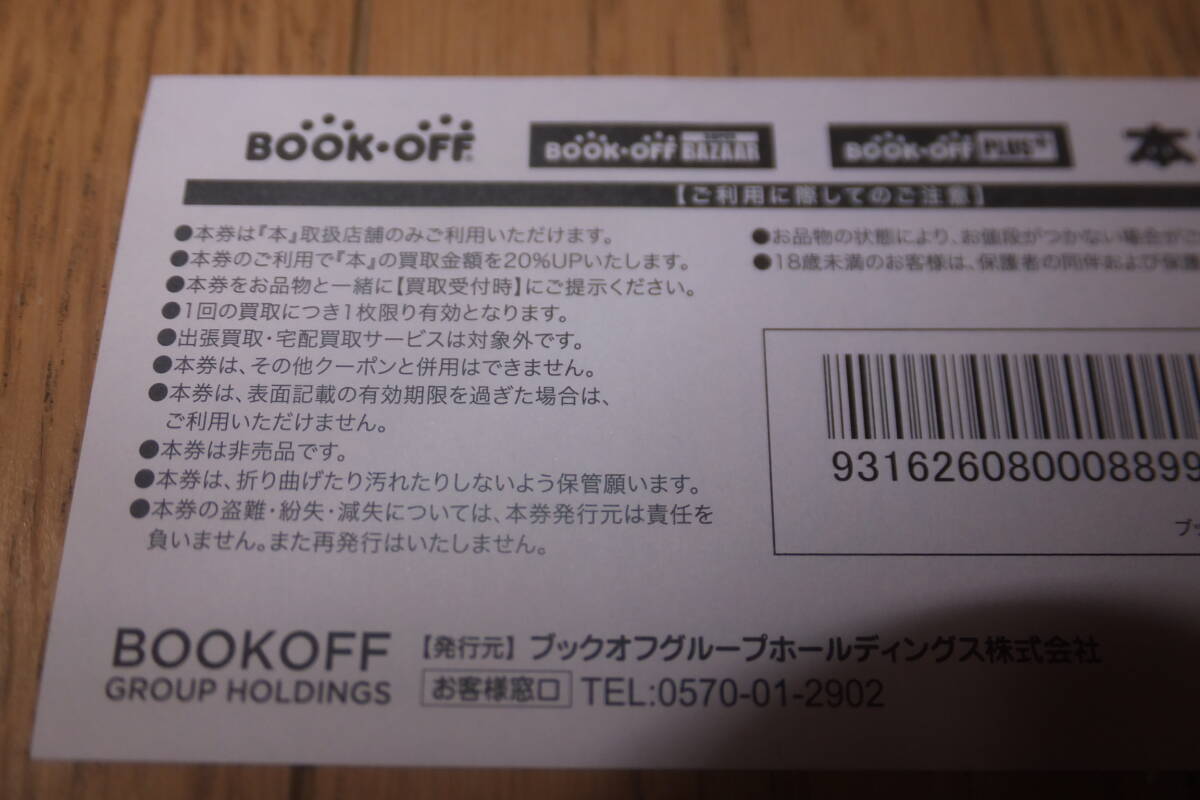 BOOK・OFF
BOOK・OFF SUPER BAZAAR
BOOK・OFF PLUS+
本
【ご利用に際してのご注意】
●本券は『本』取扱店舗のみご利用いただけます。
●本券のご利用で『本』の買取金額を20%UPいたします。
●本券をお品物と一緒に【買取受付時】にご提示ください。
●1回の買取につき1枚限り有効となります。
●出張買取・宅配買取サービスは対象外です。
●本券は、その他クーポンと併用はできません。
●本券は、表面記載の有効期限を過ぎた場合は、
ご利用いただけません。
●本券は非売品です。
●本券は、折り曲げたり汚れたりしないよう保管願います。
●本券の盗難・紛失・滅失については、本券発行元は責任を
負いません。また再発行はいたしません。
●お品物の状態により、お値段がつかない場合がご
●18歳未満のお客様は、保護者の同伴および保護
931626080008899
ブッ
BOOKOFF
GROUP HOLDINGS
【発行元】ブックオフグループホールディングス株式会社
お客様窓口 TEL:0570-01-2902